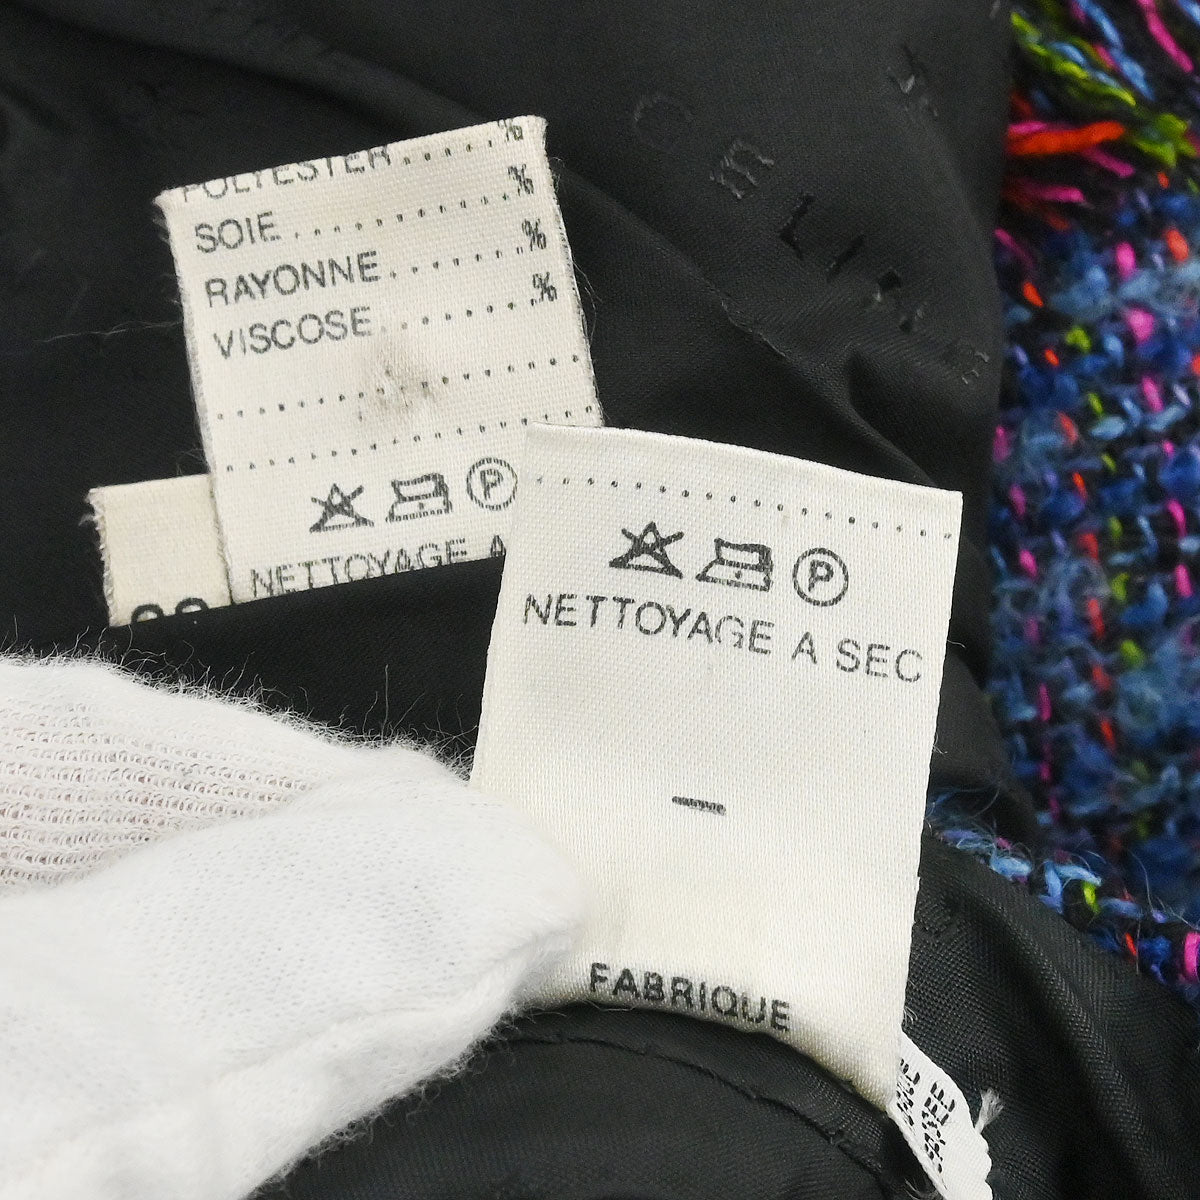 POLYESTER............%
SOIE....................%
RAYONNE.............%
VISCOSE...............%
P
NETTOYAGE A
P
NETTOYAGE A SEC
FABRIQUE